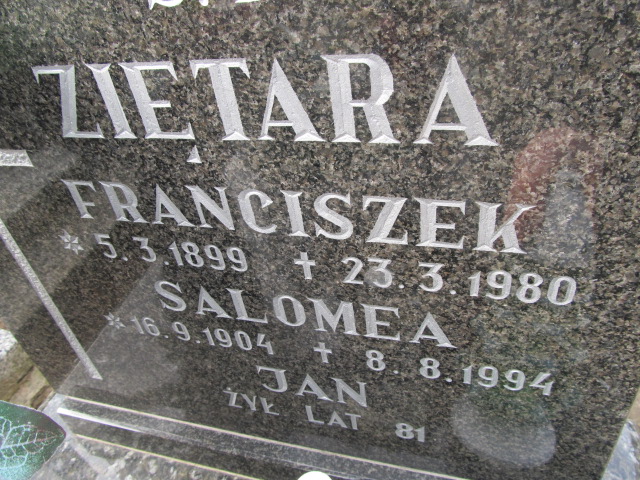 ZIĘTARA
FRANCISZEK
* 5.3.1899 † 23.3.1980
SALOMEA
* 16.9.1904 † 8.8.1994
JAN
ŻYŁ LAT 81